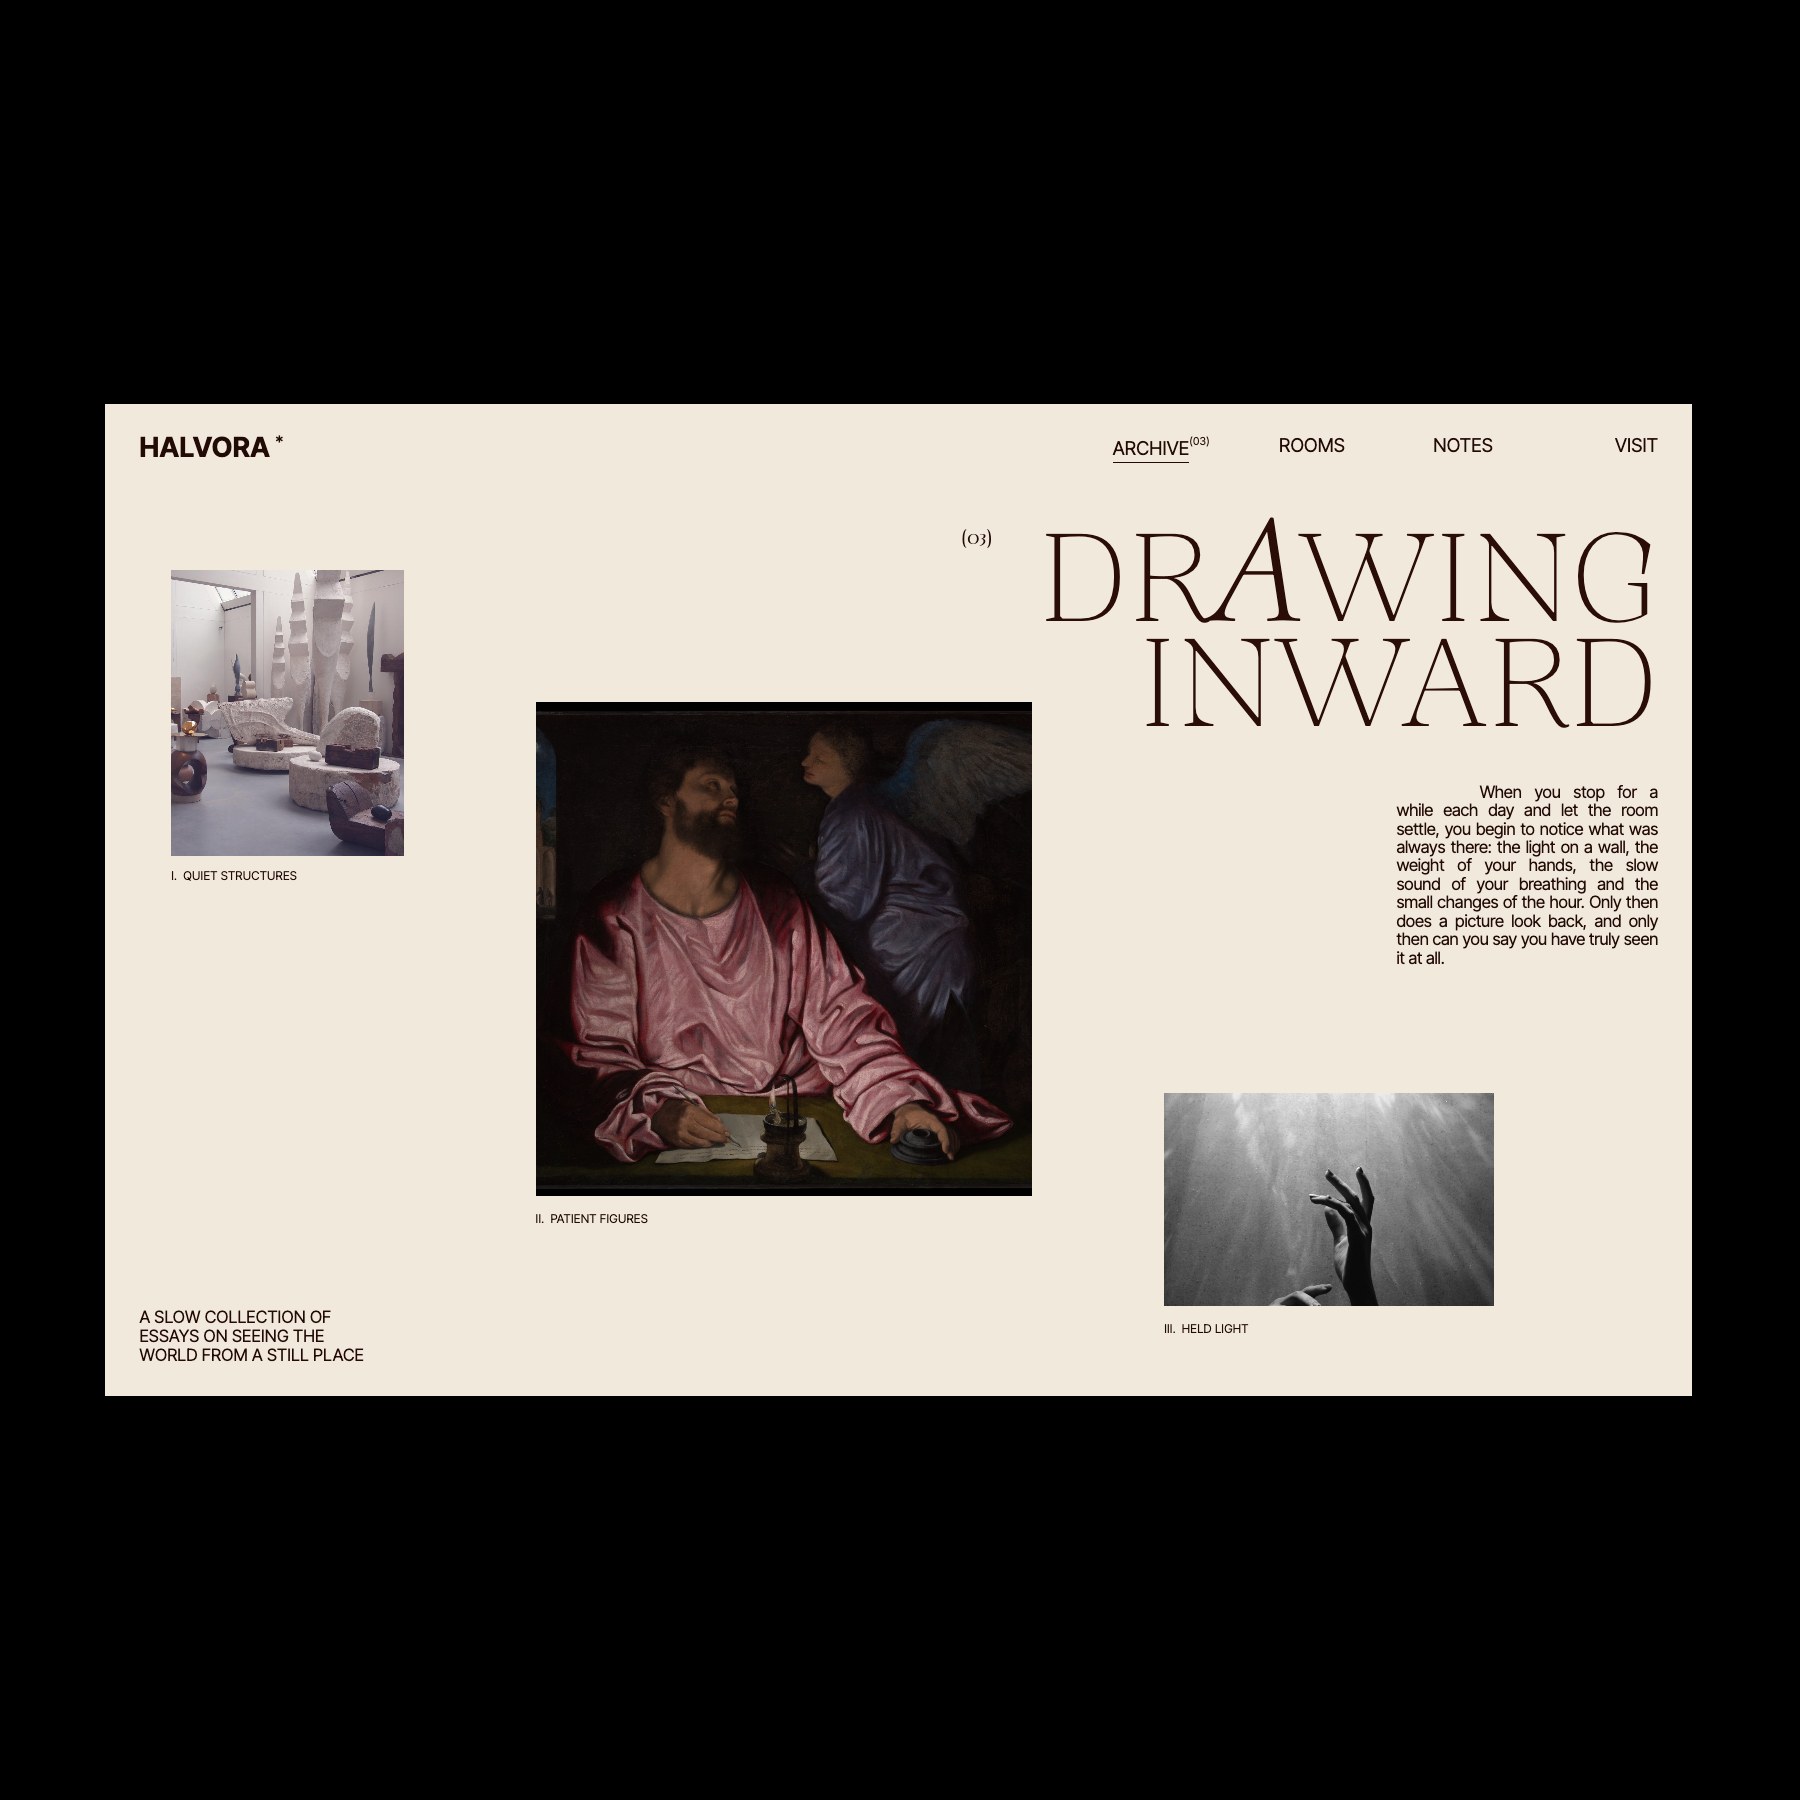 HALVORA *
ARCHIVE(03)
ROOMS
NOTES
VISIT
(03)
DRAWING
INWARD
When you stop for a
while each day and let the room
settle, you begin to notice what was
always there: the light on a wall, the
weight of your hands, the slow
sound of your breathing and the
small changes of the hour. Only then
does a picture look back, and only
then can you say you have truly seen
it at all.
I. QUIET STRUCTURES
II. PATIENT FIGURES
III. HELD LIGHT
A SLOW COLLECTION OF
ESSAYS ON SEEING THE
WORLD FROM A STILL PLACE